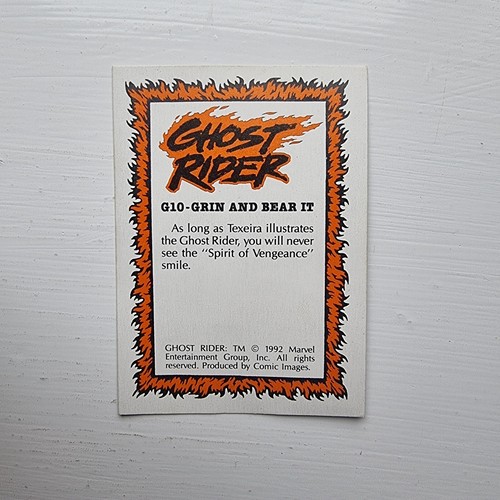 GHOST
RIDER
G10-GRIN AND BEAR IT
As long as Texeira illustrates
the Ghost Rider, you will never
see the "Spirit of Vengeance"
smile.
GHOST RIDER: TM © 1992 Marvel
Entertainment Group, Inc. All rights
reserved. Produced by Comic Images.